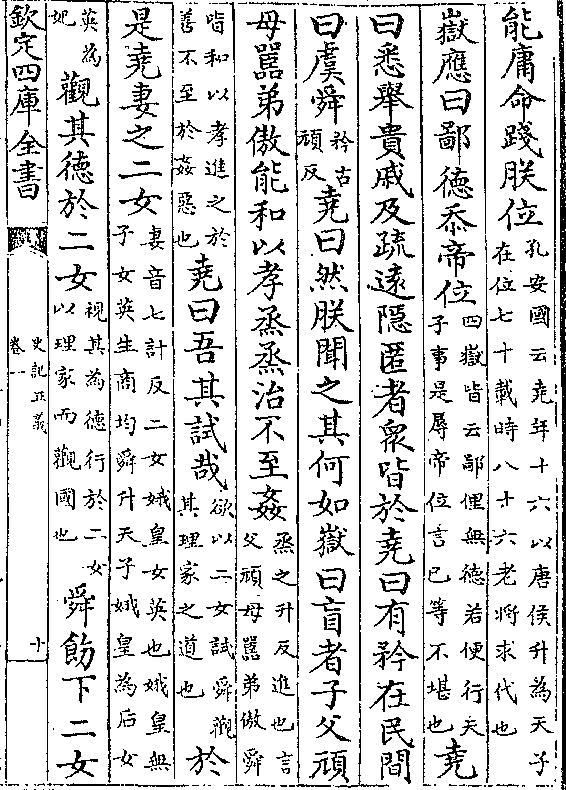 能庸命踐朕位孔安國云堯年十六以唐侯升為天子在位七十載時八十六老將求代也
嶽應曰鄙德忝帝位四嶽皆云鄙俚無德若便行天子事是辱帝位言己等不堪也堯
曰悉舉貴戚及疏遠隱匿者衆皆於堯曰有矜在民間
曰虞舜矜古頑反堯曰然朕聞之其何如嶽曰盲者子父頑
母嚚弟傲能和以孝烝烝治不至姦烝之升反進也言父頑母嚚弟傲舜
皆和以孝進之於善不至於姦惡也堯曰吾其試哉欲以二女試舜觀其理家之道也於
是堯妻之二女妻音七計反二女娥皇女英也娥皇無子女英生商均舜升天子娥皇為后女
英為妃觀其德於二女視其為德行於二女以理家而觀國也舜飭下二女
欽定四庫全書
史記正義
卷一
十